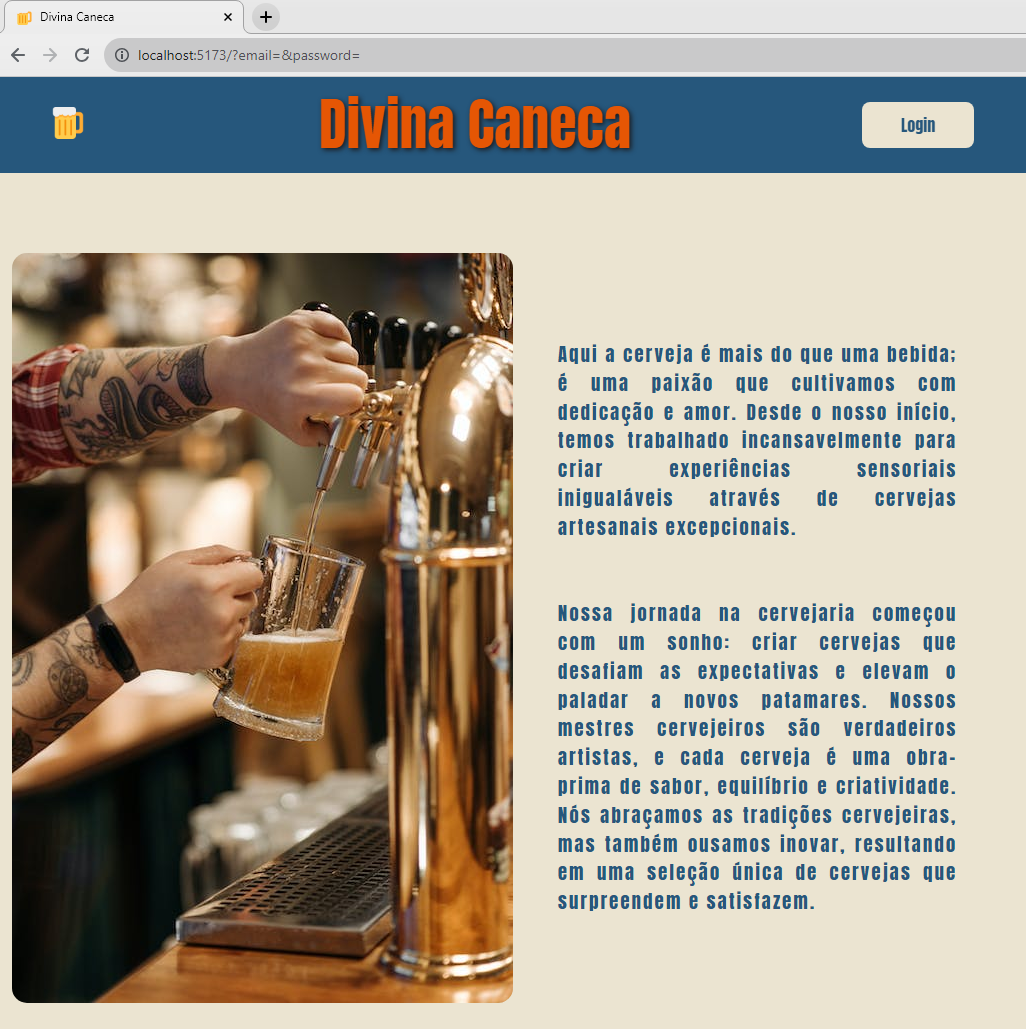 Divina Caneca
localhost:5173/?email=&password=
Divina Caneca
Login
Aqui a cerveja é mais do que uma bebida;
é uma paixão que cultivamos com
dedicação e amor. Desde o nosso início,
temos trabalhado incansavelmente para
criar experiências sensoriais
inigualáveis através de cervejas
artesanais excepcionais.
Nossa jornada na cervejaria começou
com um sonho: criar cervejas que
desafiam as expectativas e elevam o
paladar a novos patamares. Nossos
mestres cervejeiros são verdadeiros
artistas, e cada cerveja é uma obra-
prima de sabor, equilíbrio e criatividade.
Nós abraçamos as tradições cervejeiras,
mas também ousamos inovar, resultando
em uma seleção única de cervejas que
surpreendem e satisfazem.